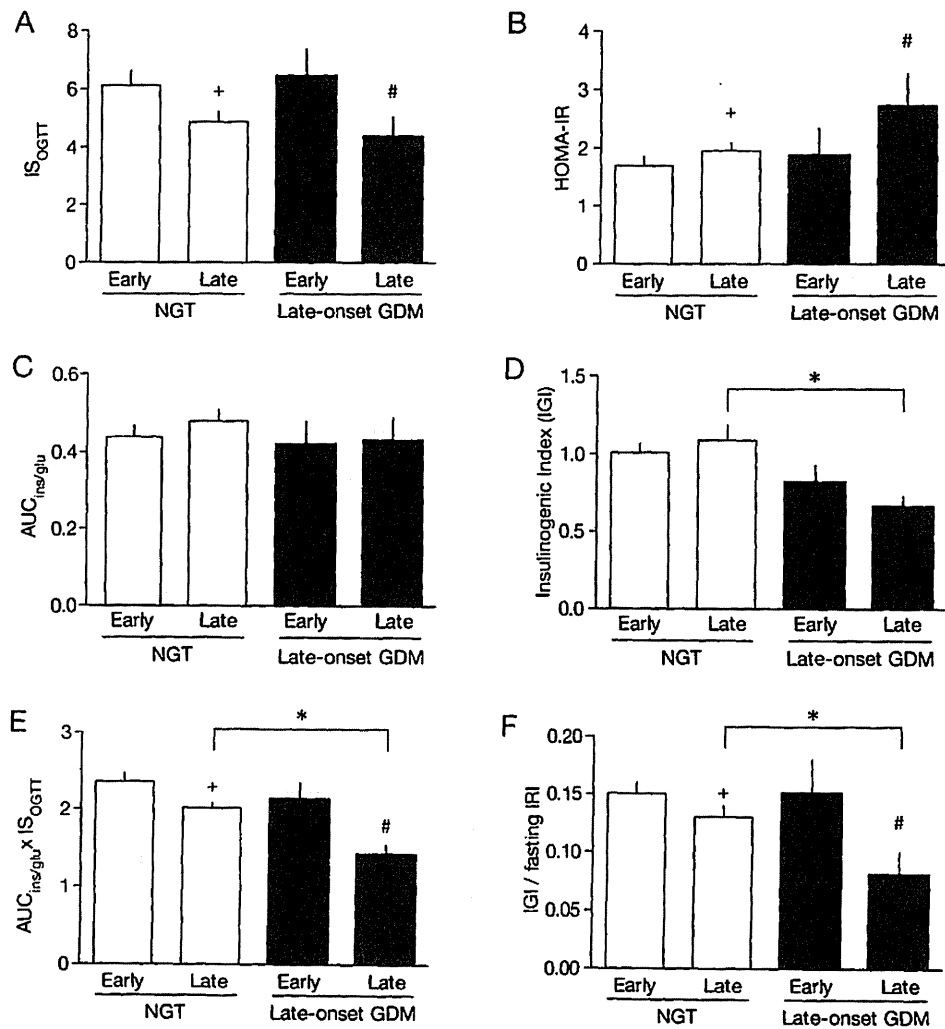 A
IS_OGTT
6
4
2
0
8
+
#
Early Late Early Late
NGT Late-onset GDM
B
HOMA-IR
4
3
2
1
0
+
#
Early Late Early Late
NGT Late-onset GDM
C
AUC_ins/glu
0.6
0.4
0.2
0.0
Early Late Early Late
NGT Late-onset GDM
D
Insulinogenic Index (IGI)
1.5
1.0
0.5
0.0
*
Early Late Early Late
NGT Late-onset GDM
E
AUC_ins/glu x IS_OGTT
3
2
1
0
*
+
#
Early Late Early Late
NGT Late-onset GDM
F
IGI / fasting IRI
0.20
0.15
0.10
0.05
0.00
*
+
#
Early Late Early Late
NGT Late-onset GDM